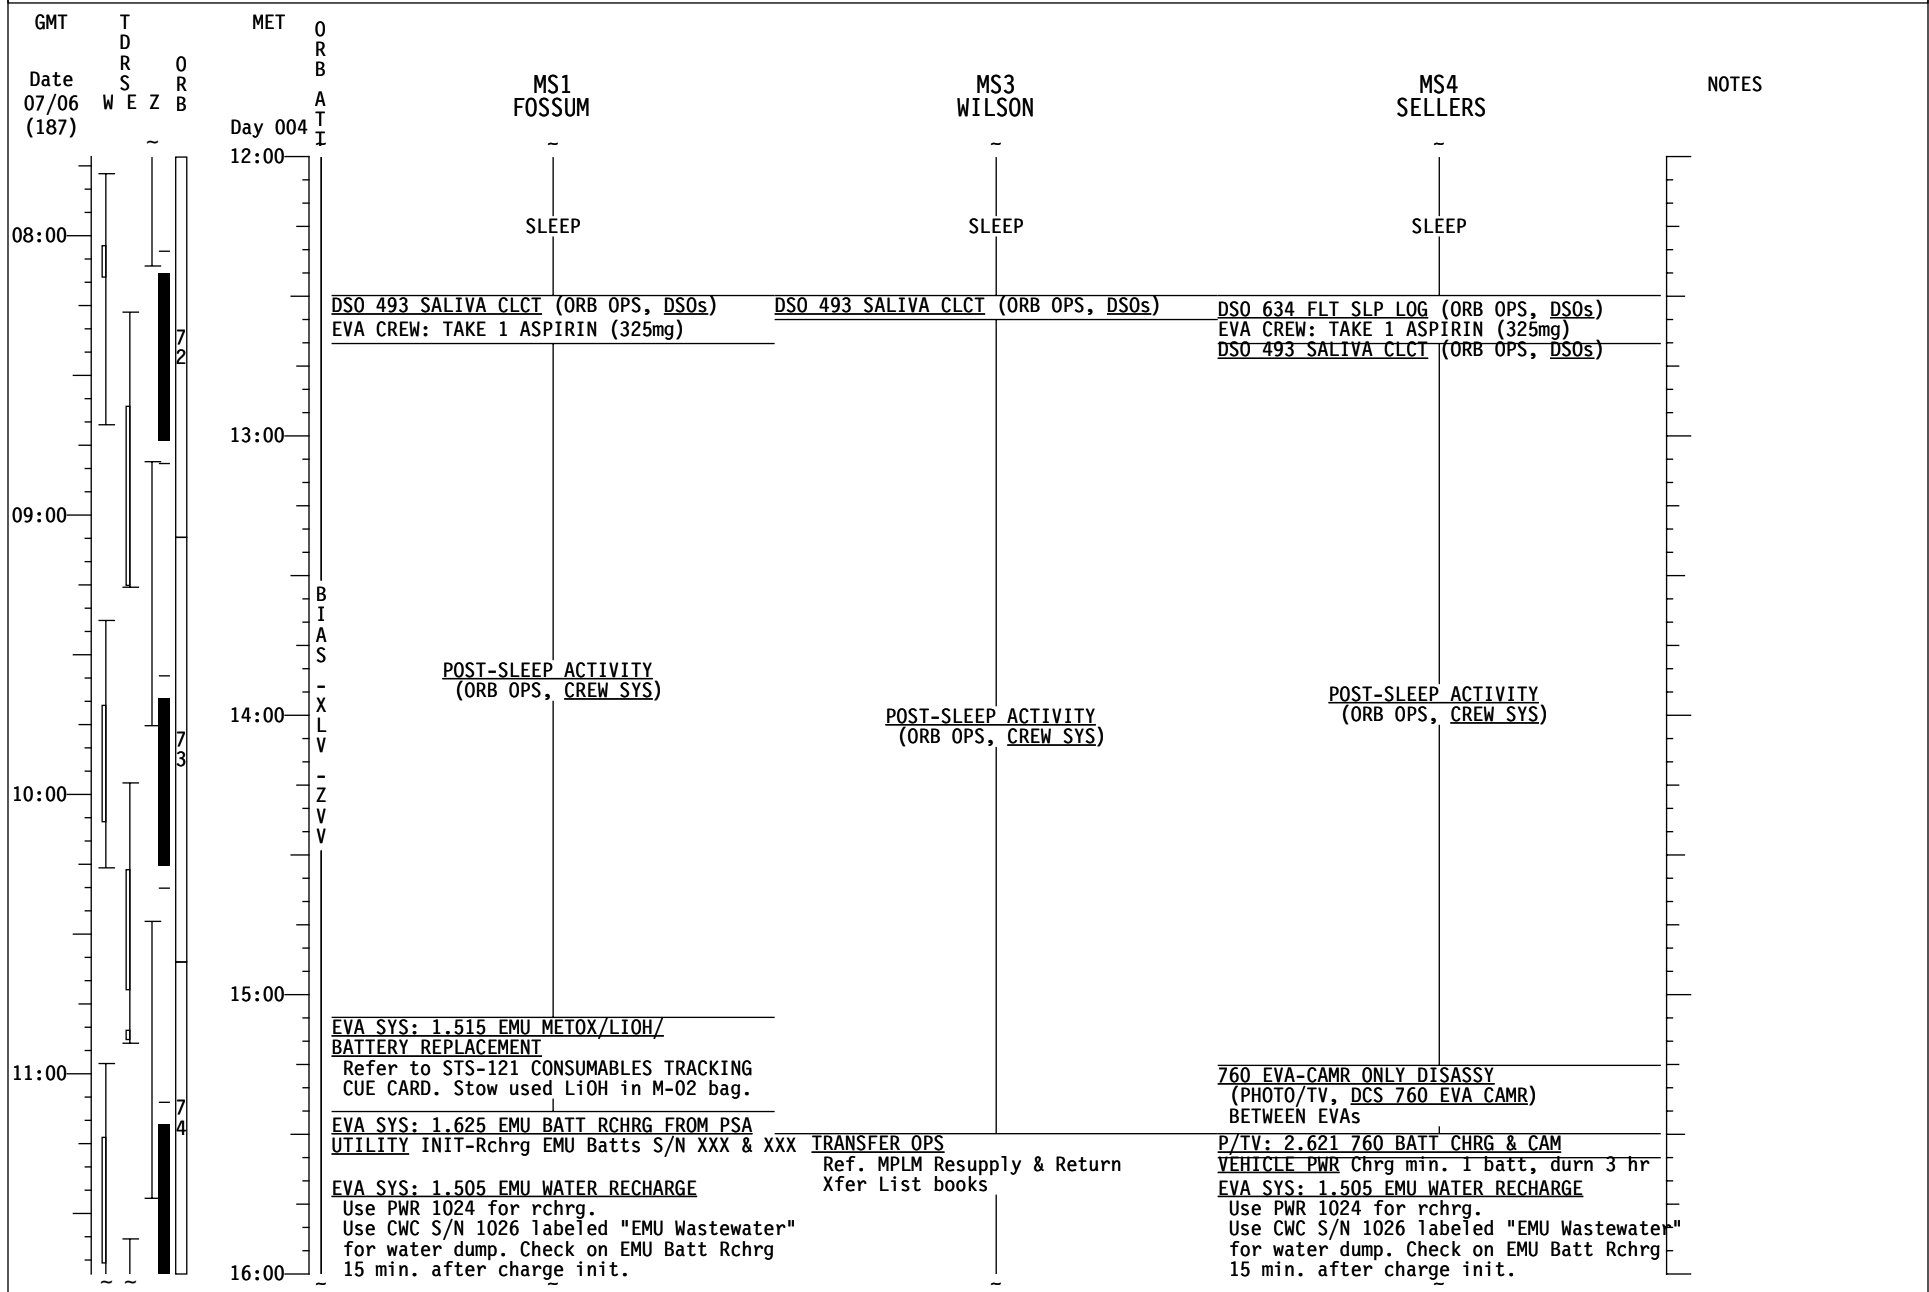 GMT
TDRS
MET
ORB ATT
ORB
Date
07/06
(187)
W E Z
Day 004
MS1
FOSSUM
MS3
WILSON
MS4
SELLERS
NOTES
~
~
~
~
12:00
SLEEP
SLEEP
SLEEP
08:00
DSO 493 SALIVA CLCT (ORB OPS, DSOs)
EVA CREW: TAKE 1 ASPIRIN (325mg)
DSO 493 SALIVA CLCT (ORB OPS, DSOs)
DSO 634 FLT SLP LOG (ORB OPS, DSOs)
EVA CREW: TAKE 1 ASPIRIN (325mg)
DSO 493 SALIVA CLCT (ORB OPS, DSOs)
72
13:00
09:00
BIAS -XLV -ZVV
POST-SLEEP ACTIVITY
(ORB OPS, CREW SYS)
POST-SLEEP ACTIVITY
(ORB OPS, CREW SYS)
POST-SLEEP ACTIVITY
(ORB OPS, CREW SYS)
14:00
73
10:00
15:00
EVA SYS: 1.515 EMU METOX/LIOH/
BATTERY REPLACEMENT
Refer to STS-121 CONSUMABLES TRACKING
CUE CARD. Stow used LiOH in M-02 bag.
11:00
74
EVA SYS: 1.625 EMU BATT RCHRG FROM PSA
UTILITY INIT-Rchrg EMU Batts S/N XXX & XXX
EVA SYS: 1.505 EMU WATER RECHARGE
Use PWR 1024 for rchrg.
Use CWC S/N 1026 labeled "EMU Wastewater"
for water dump. Check on EMU Batt Rchrg
15 min. after charge init.
TRANSFER OPS
Ref. MPLM Resupply & Return
Xfer List books
760 EVA-CAMR ONLY DISASSY
(PHOTO/TV, DCS 760 EVA CAMR)
BETWEEN EVAs
P/TV: 2.621 760 BATT CHRG & CAM
VEHICLE PWR Chrg min. 1 batt, durn 3 hr
EVA SYS: 1.505 EMU WATER RECHARGE
Use PWR 1024 for rchrg.
Use CWC S/N 1026 labeled "EMU Wastewater"
for water dump. Check on EMU Batt Rchrg
15 min. after charge init.
16:00
~ ~ ~ ~ ~ ~